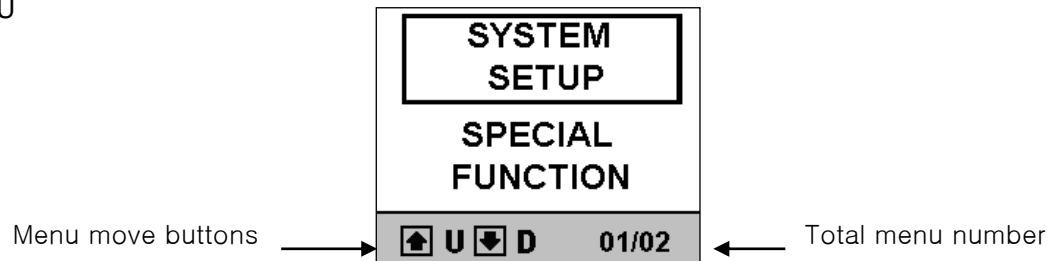 U
SYSTEM
SETUP
SPECIAL
FUNCTION
Menu move buttons
U D 01/02
Total menu number